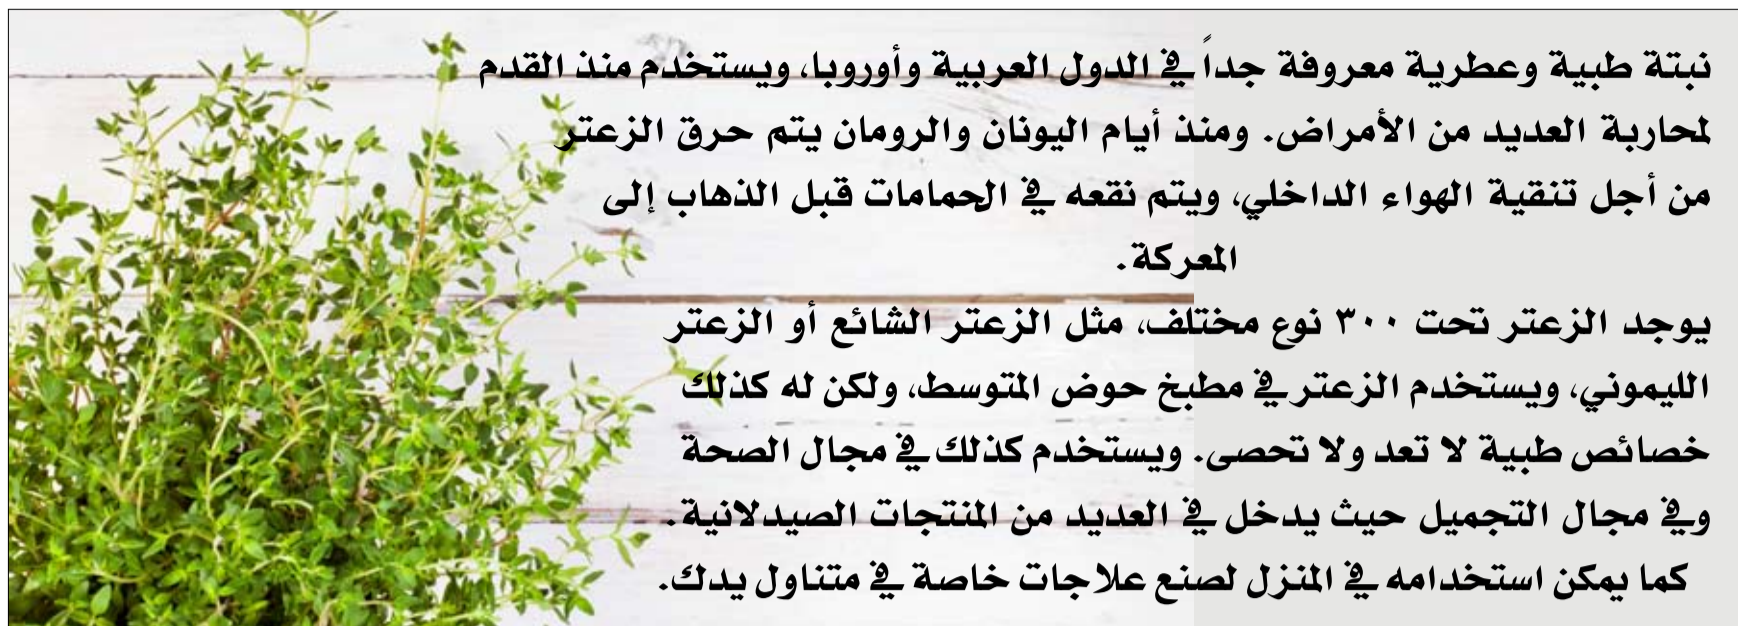 نبتة طبية وعطرية معروفة جداً في الدول العربية وأوروبا، ويستخدم منذ القدم
لمحاربة العديد من الأمراض. ومنذ أيام اليونان والرومان يتم حرق الزعتر
من أجل تنقية الهواء الداخلي، ويتم نقعه في الحمامات قبل الذهاب إلى
المعركة.
يوجد الزعتر تحت ٣٠٠ نوع مختلف، مثل الزعتر الشائع أو الزعتر
الليموني، ويستخدم الزعتر في مطبخ حوض المتوسط، ولكن له كذلك
خصائص طبية لا تعد ولا تحصى. ويستخدم كذلك في مجال الصحة
وفي مجال التجميل حيث يدخل في العديد من المنتجات الصيدلانية.
كما يمكن استخدامه في المنزل لصنع علاجات خاصة في متناول يدك.